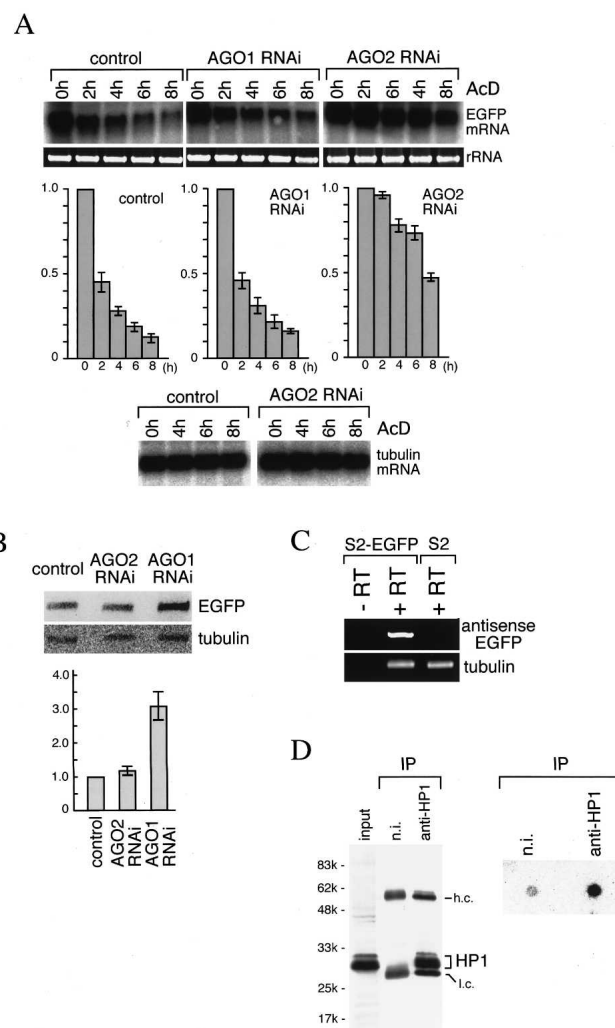 A
control AGO1 RNAi AGO2 RNAi
0h 2h 4h 6h 8h 0h 2h 4h 6h 8h 0h 2h 4h 6h 8h AcD
EGFP
mRNA
rRNA
1.0 control 1.0 AGO1 RNAi 1.0 AGO2 RNAi
0.5 0.5 0.5
0 0 0
0 2 4 6 8 (h) 0 2 4 6 8 (h) 0 2 4 6 8 (h)
control AGO2 RNAi
0h 4h 6h 8h 0h 4h 6h 8h AcD
tubulin
mRNA
B
control AGO2 RNAi AGO1 RNAi
EGFP
tubulin
4.0
3.0
2.0
1.0
0
control AGO2 RNAi AGO1 RNAi
C
S2-EGFP S2
- RT + RT + RT
antisense
EGFP
tubulin
D
IP
input n.i. anti-HP1
83k -
62k -
48k -
33k -
25k -
17k -
h.c.
HP1
l.c.
IP
n.i. anti-HP1